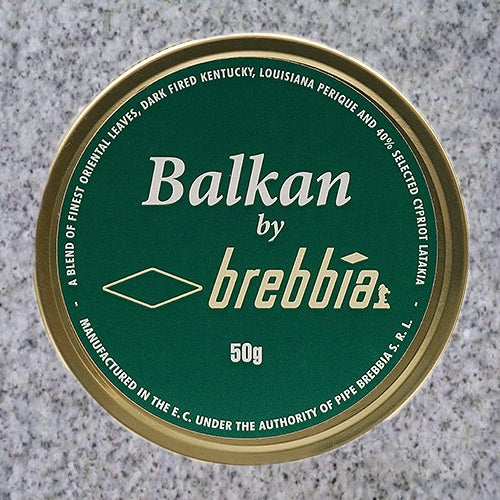 - A BLEND OF FINEST ORIENTAL LEAVES, DARK FIRED KENTUCKY, LOUISIANA PERIQUE AND 40% SELECTED CYPRIOT LATAKIA -
Balkan
by
brebbia
50g
MANUFACTURED IN THE E. C. UNDER THE AUTHORITY OF PIPE BREBBIA S. R. L.